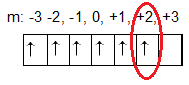 m: -3 -2, -1, 0, +1, +2, +3
↑ ↑ ↑ ↑ ↑ ↑